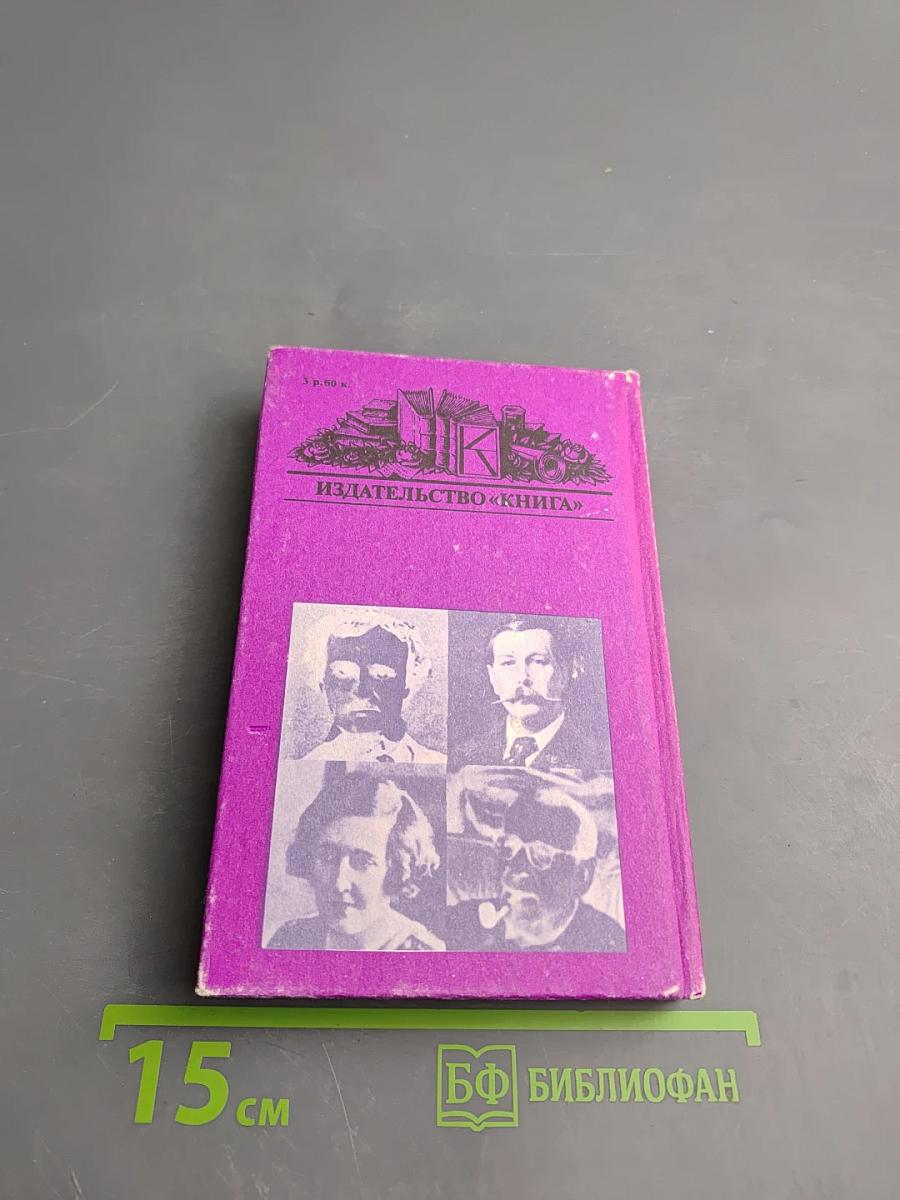 3 р. 60 к.
К
ИЗДАТЕЛЬСТВО «КНИГА»
15 см
БФ БИБЛИОФАН